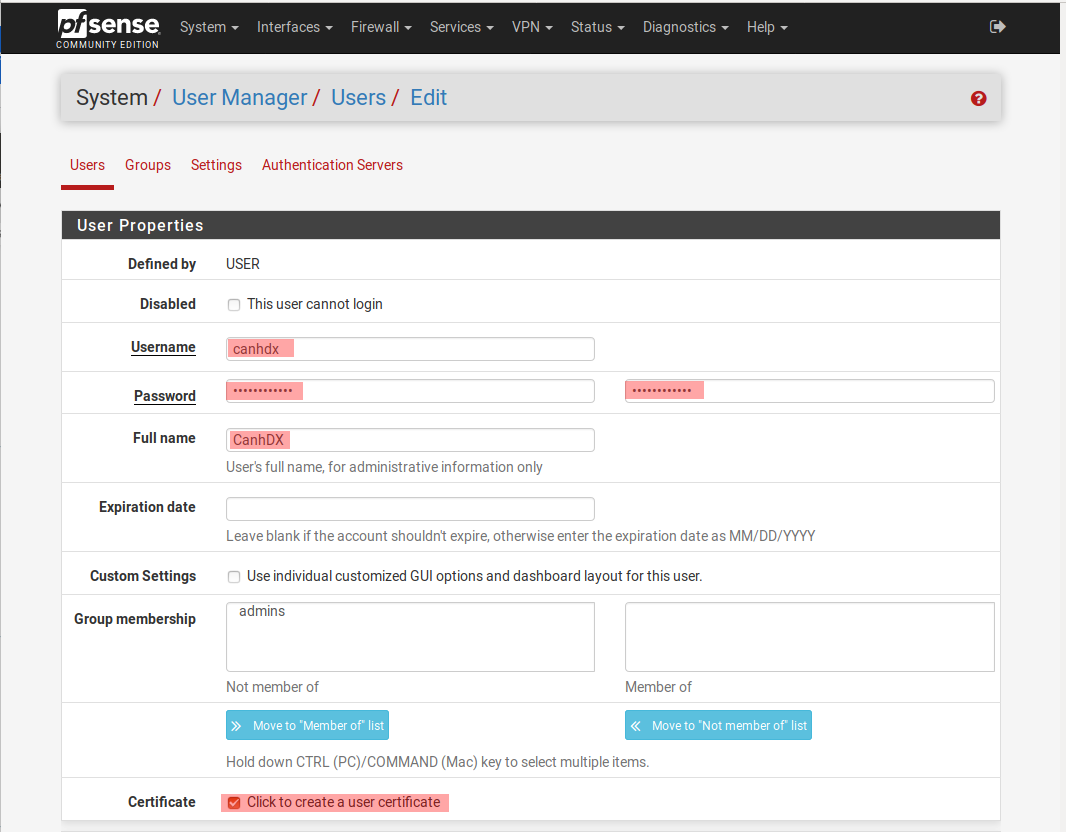 pfsense
COMMUNITY EDITION
System Interfaces Firewall Services VPN Status Diagnostics Help
System / User Manager / Users / Edit
Users Groups Settings Authentication Servers
User Properties
Defined by USER
Disabled This user cannot login
Username canhdx
Password •••••••••••• ••••••••••••
Full name CanhDX
User's full name, for administrative information only
Expiration date
Leave blank if the account shouldn't expire, otherwise enter the expiration date as MM/DD/YYYY
Custom Settings Use individual customized GUI options and dashboard layout for this user.
Group membership admins
Not member of Member of
Move to "Member of" list Move to "Not member of" list
Hold down CTRL (PC)/COMMAND (Mac) key to select multiple items.
Certificate Click to create a user certificate